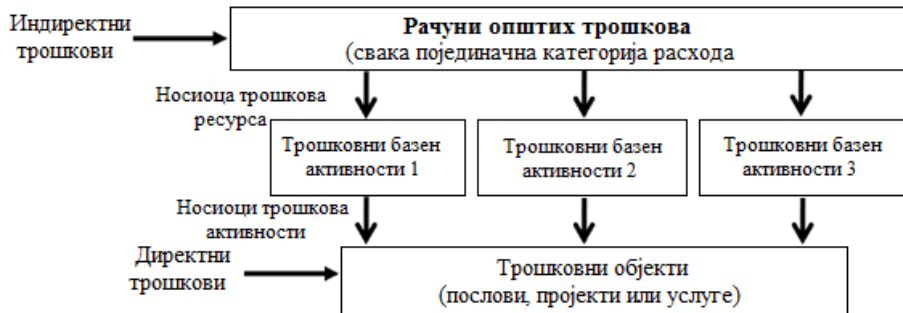 Индиректни
трошкови
Рачуни општих трошкова
(свака појединачна категорија расхода
Носиоца трошкова
ресурса
Трошковни базен
активности 1
Трошковни базен
активности 2
Трошковни базен
активности 3
Носиоци трошкова
активности
Директни
трошкови
Трошковни објекти
(послови, пројекти или услуге)